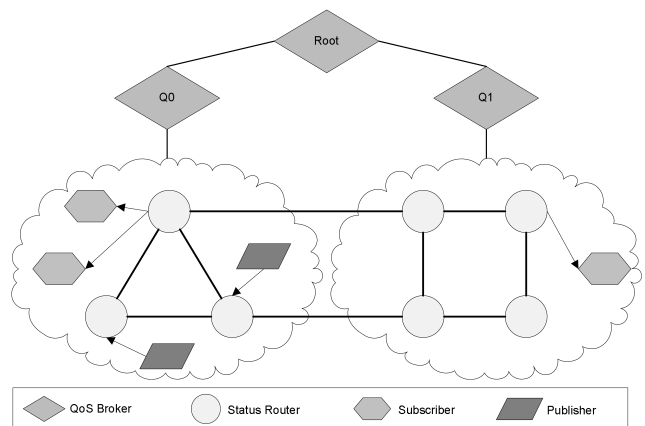 Root
Q0
Q1
QoS Broker
Status Router
Subscriber
Publisher